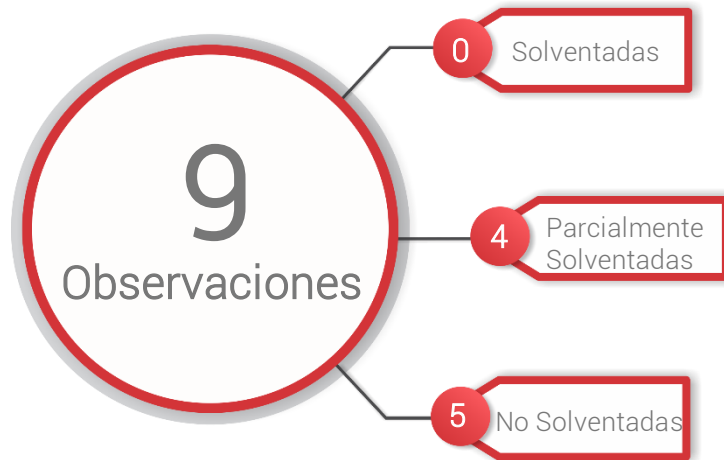 9
Observaciones
0
Solventadas
4
Parcialmente
Solventadas
5
No Solventadas